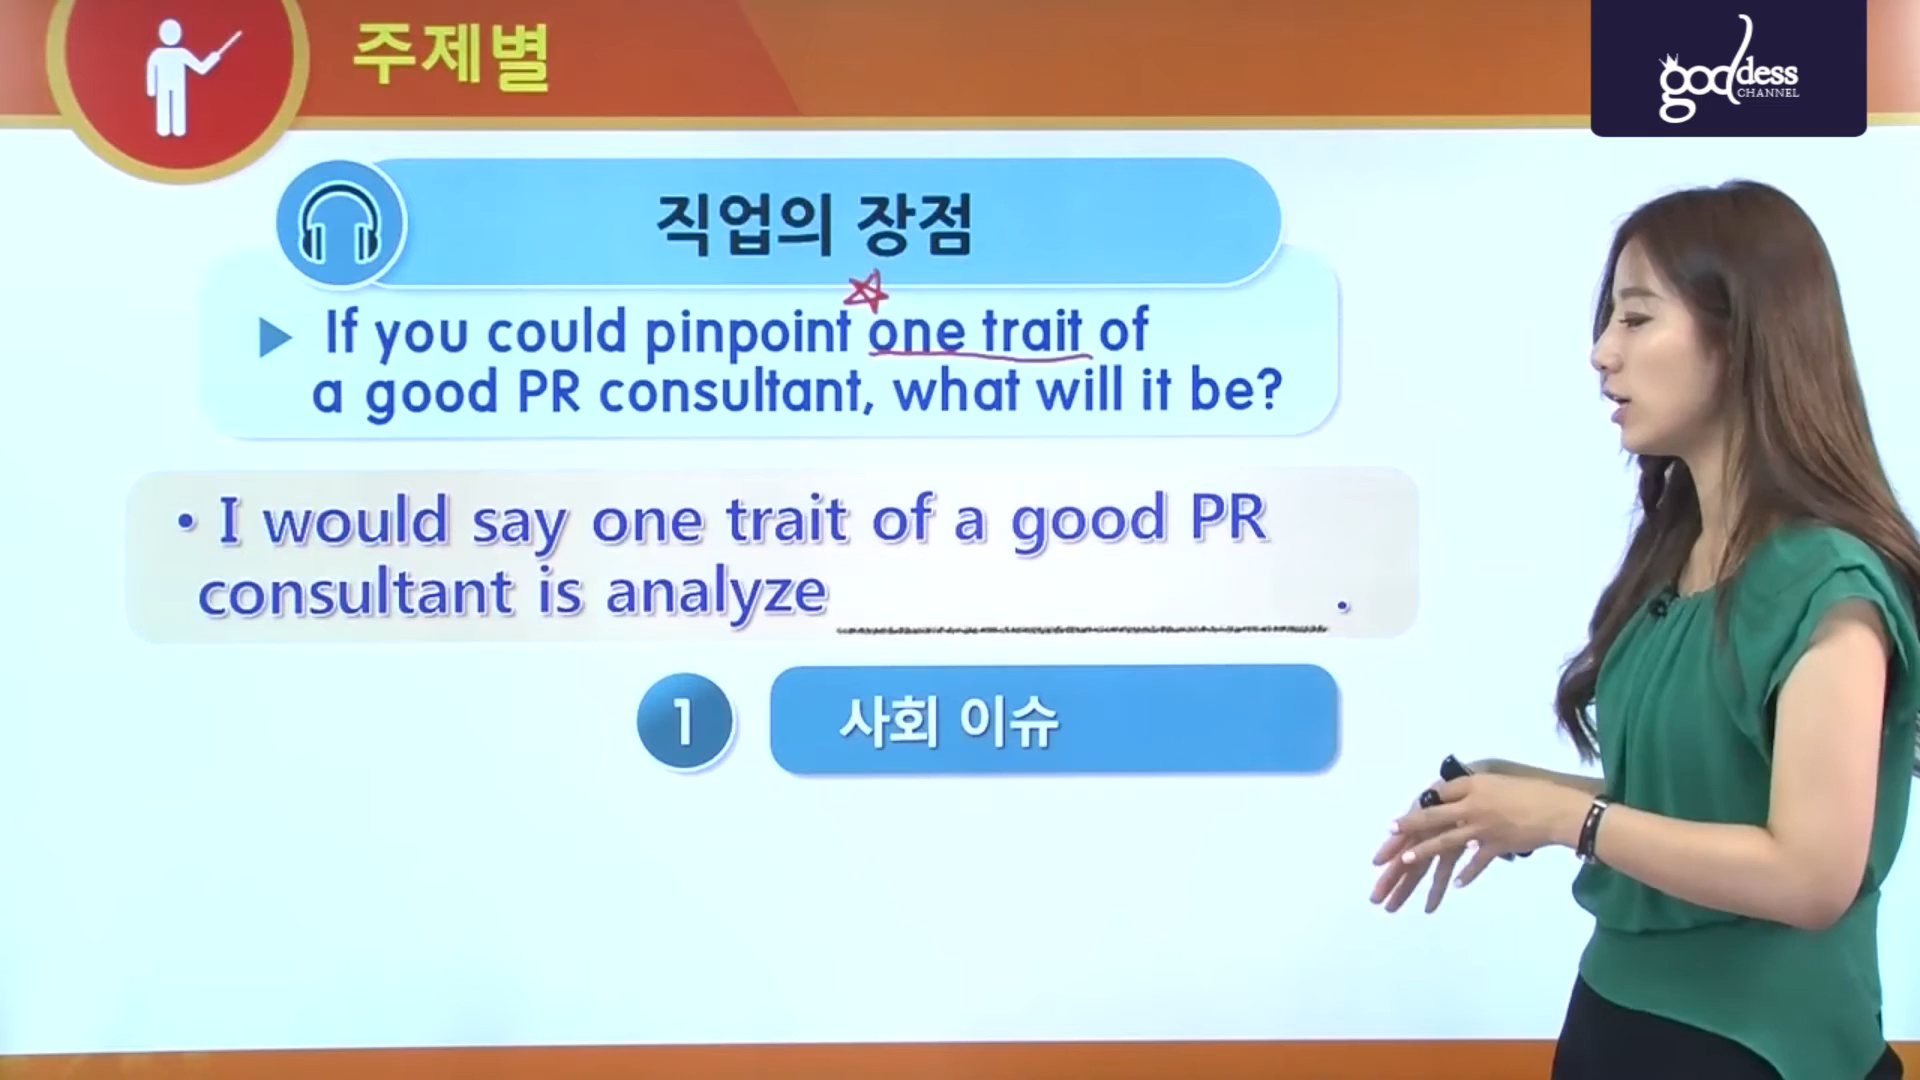 주제별
goddess
CHANNEL
직업의 장점
If you could pinpoint one trait of
a good PR consultant, what will it be?
• I would say one trait of a good PR
consultant is analyze ____________ .
1 사회 이슈